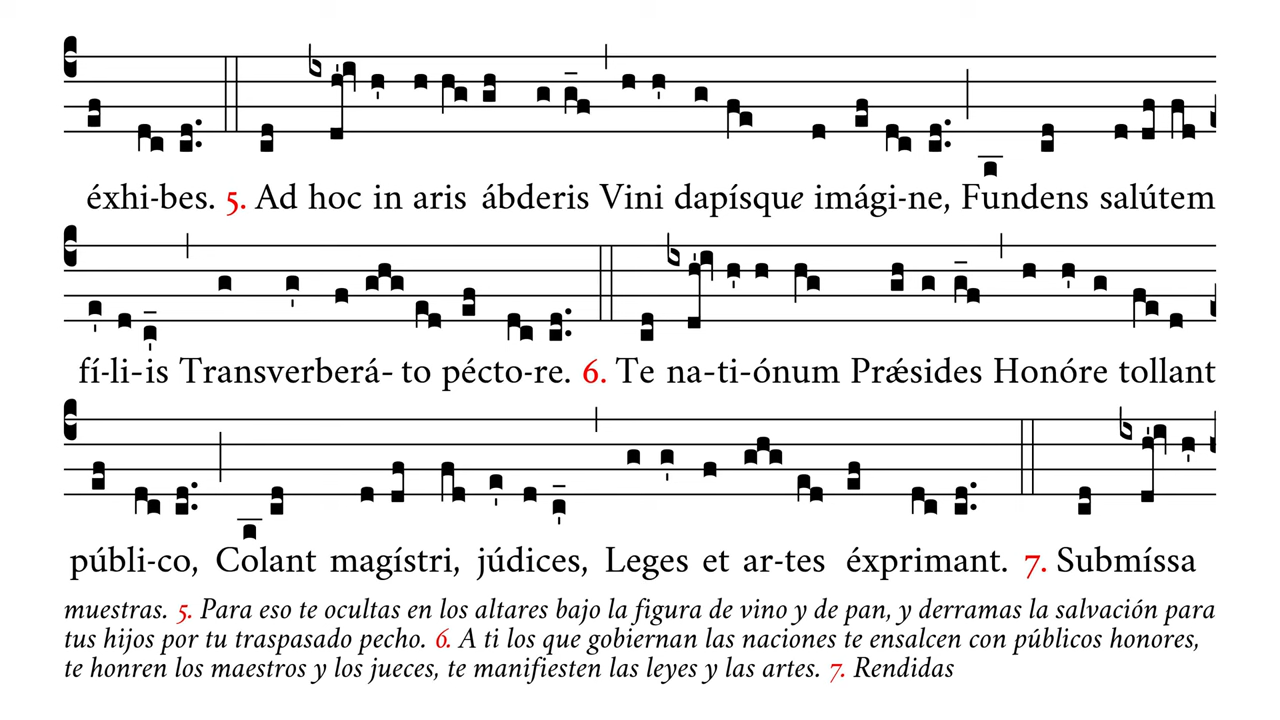 éxhi-bes. 5. Ad hoc in aris ábderis Vini dapísque imági-ne, Fundens salútem
fí-li-is Transverberá- to pécto-re. 6. Te na-ti-ónum Prǽsides Honóre tollant
públi-co, Colant magístri, júdices, Leges et ar-tes éxprimant. 7. Submíssa
muestras. 5. Para eso te ocultas en los altares bajo la figura de vino y de pan, y derramas la salvación para
tus hijos por tu traspasado pecho. 6. A ti los que gobiernan las naciones te ensalcen con públicos honores,
te honren los maestros y los jueces, te manifiesten las leyes y las artes. 7. Rendidas